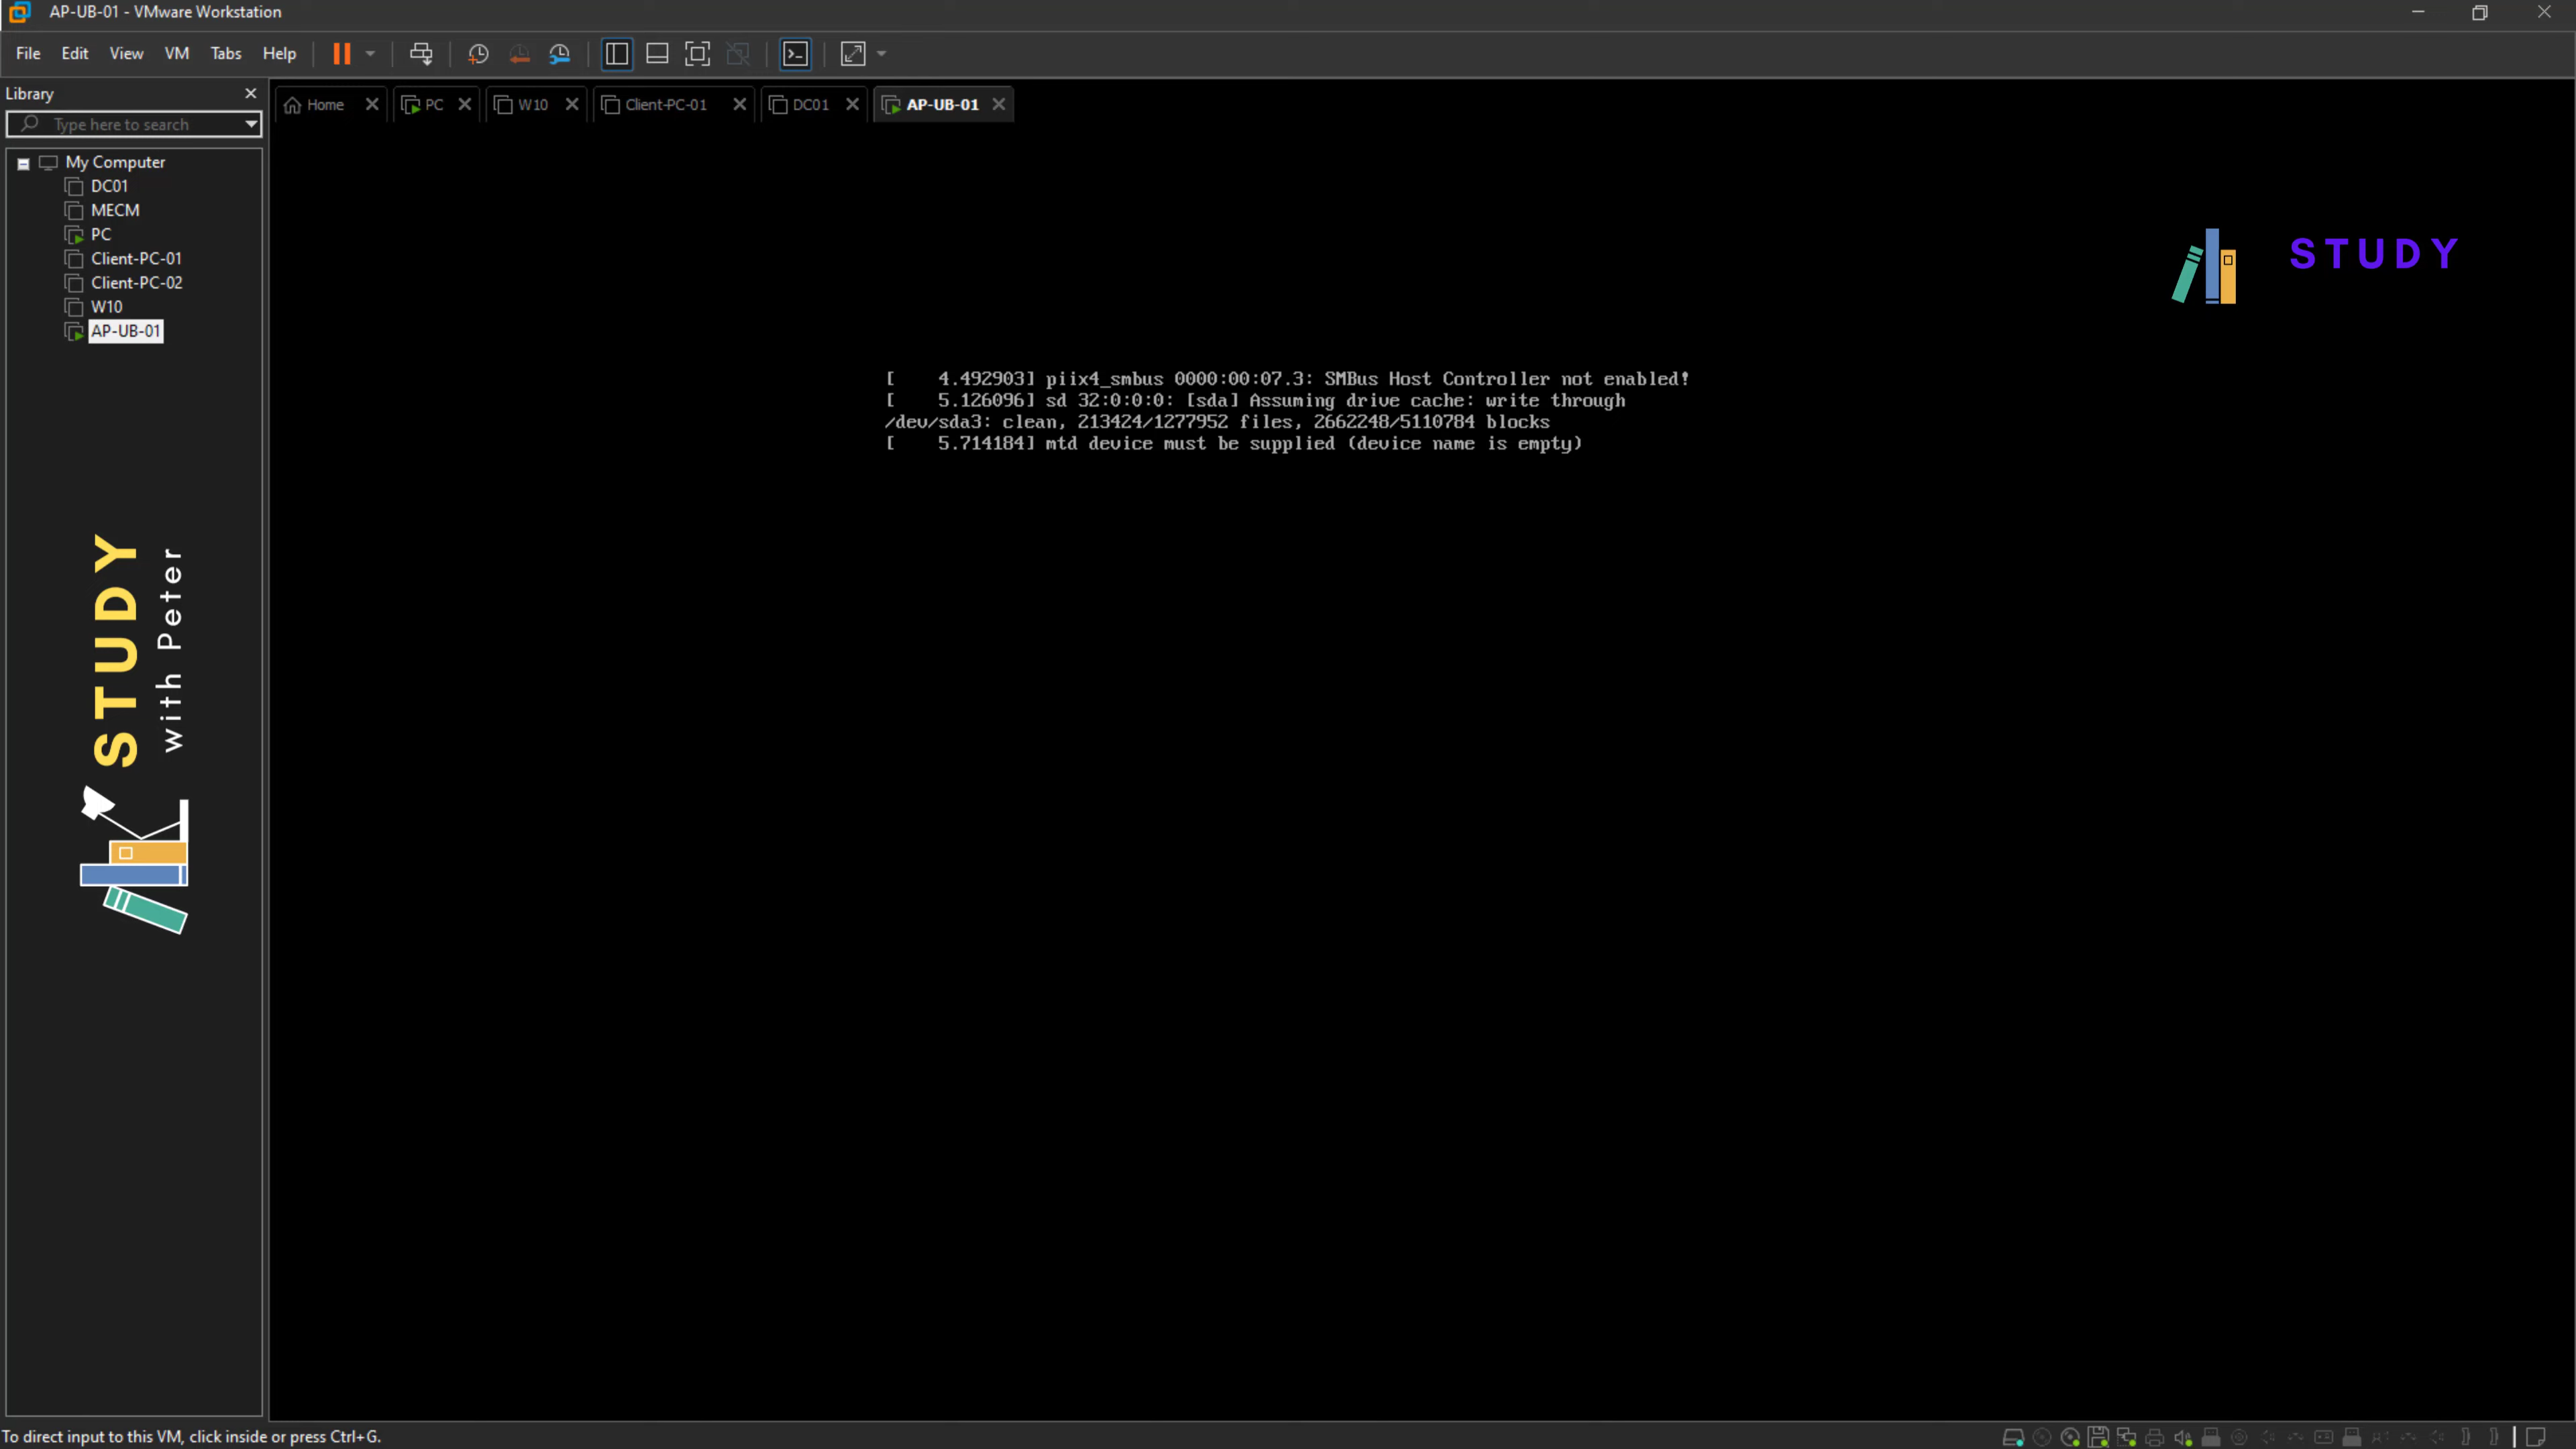 AP-UB-01 - VMware Workstation
File Edit View VM Tabs Help
Library
Type here to search
My Computer
DC01
MECM
PC
Client-PC-01
Client-PC-02
W10
AP-UB-01
Home PC W10 Client-PC-01 DC01 AP-UB-01
STUDY
[    4.492903] piix4_smbus 0000:00:07.3: SMBus Host Controller not enabled!
[    5.126096] sd 32:0:0:0: [sda] Assuming drive cache: write through
/dev/sda3: clean, 213424/1277952 files, 2662248/5110784 blocks
[    5.714184] mtd device must be supplied (device name is empty)
STUDY
with Peter
To direct input to this VM, click inside or press Ctrl+G.